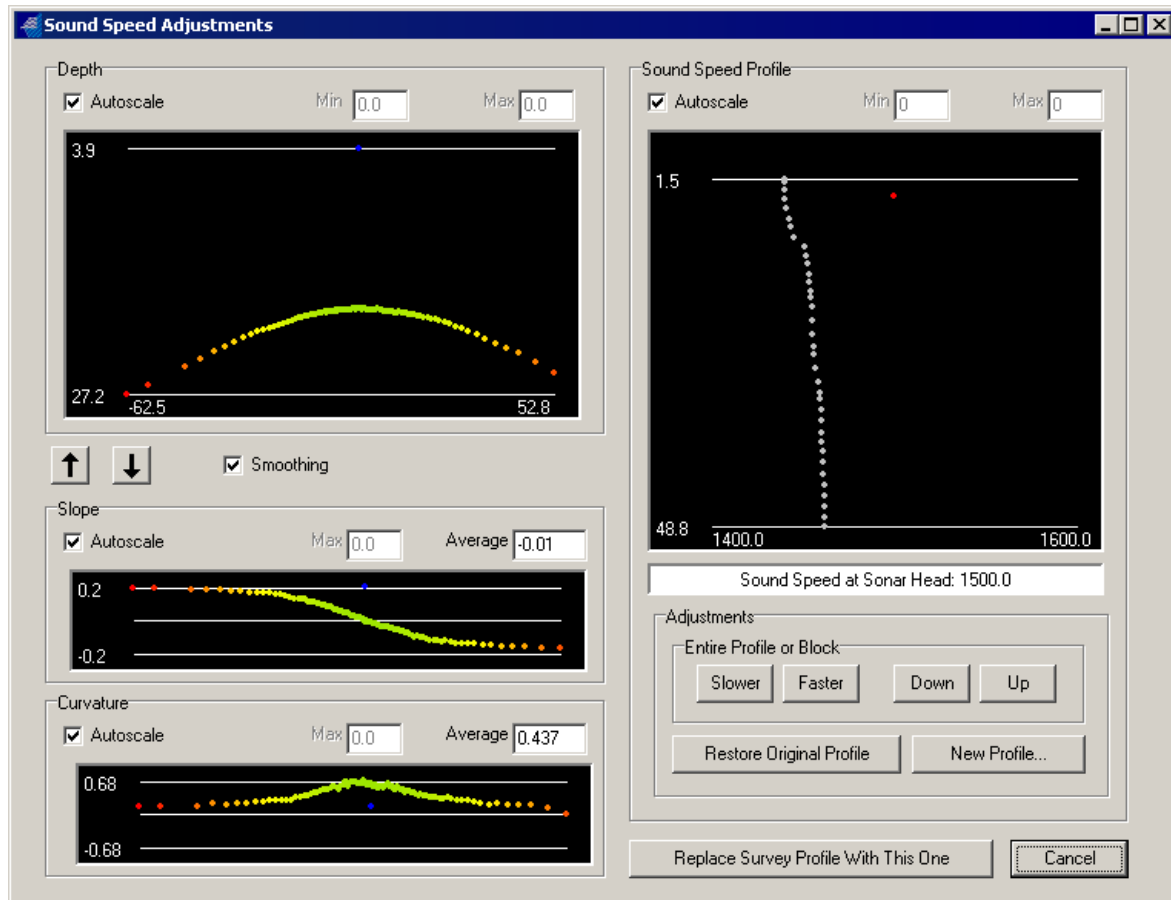 Sound Speed Adjustments
Depth
Autoscale Min 0.0 Max 0.0
3.9
27.2
-62.5 52.8
Smoothing
Slope
Autoscale Max 0.0 Average -0.01
0.2
-0.2
Curvature
Autoscale Max 0.0 Average 0.437
0.68
-0.68
Sound Speed Profile
Autoscale Min 0 Max 0
1.5
48.8
1400.0 1600.0
Sound Speed at Sonar Head: 1500.0
Adjustments
Entire Profile or Block
Slower Faster Down Up
Restore Original Profile New Profile...
Replace Survey Profile With This One Cancel